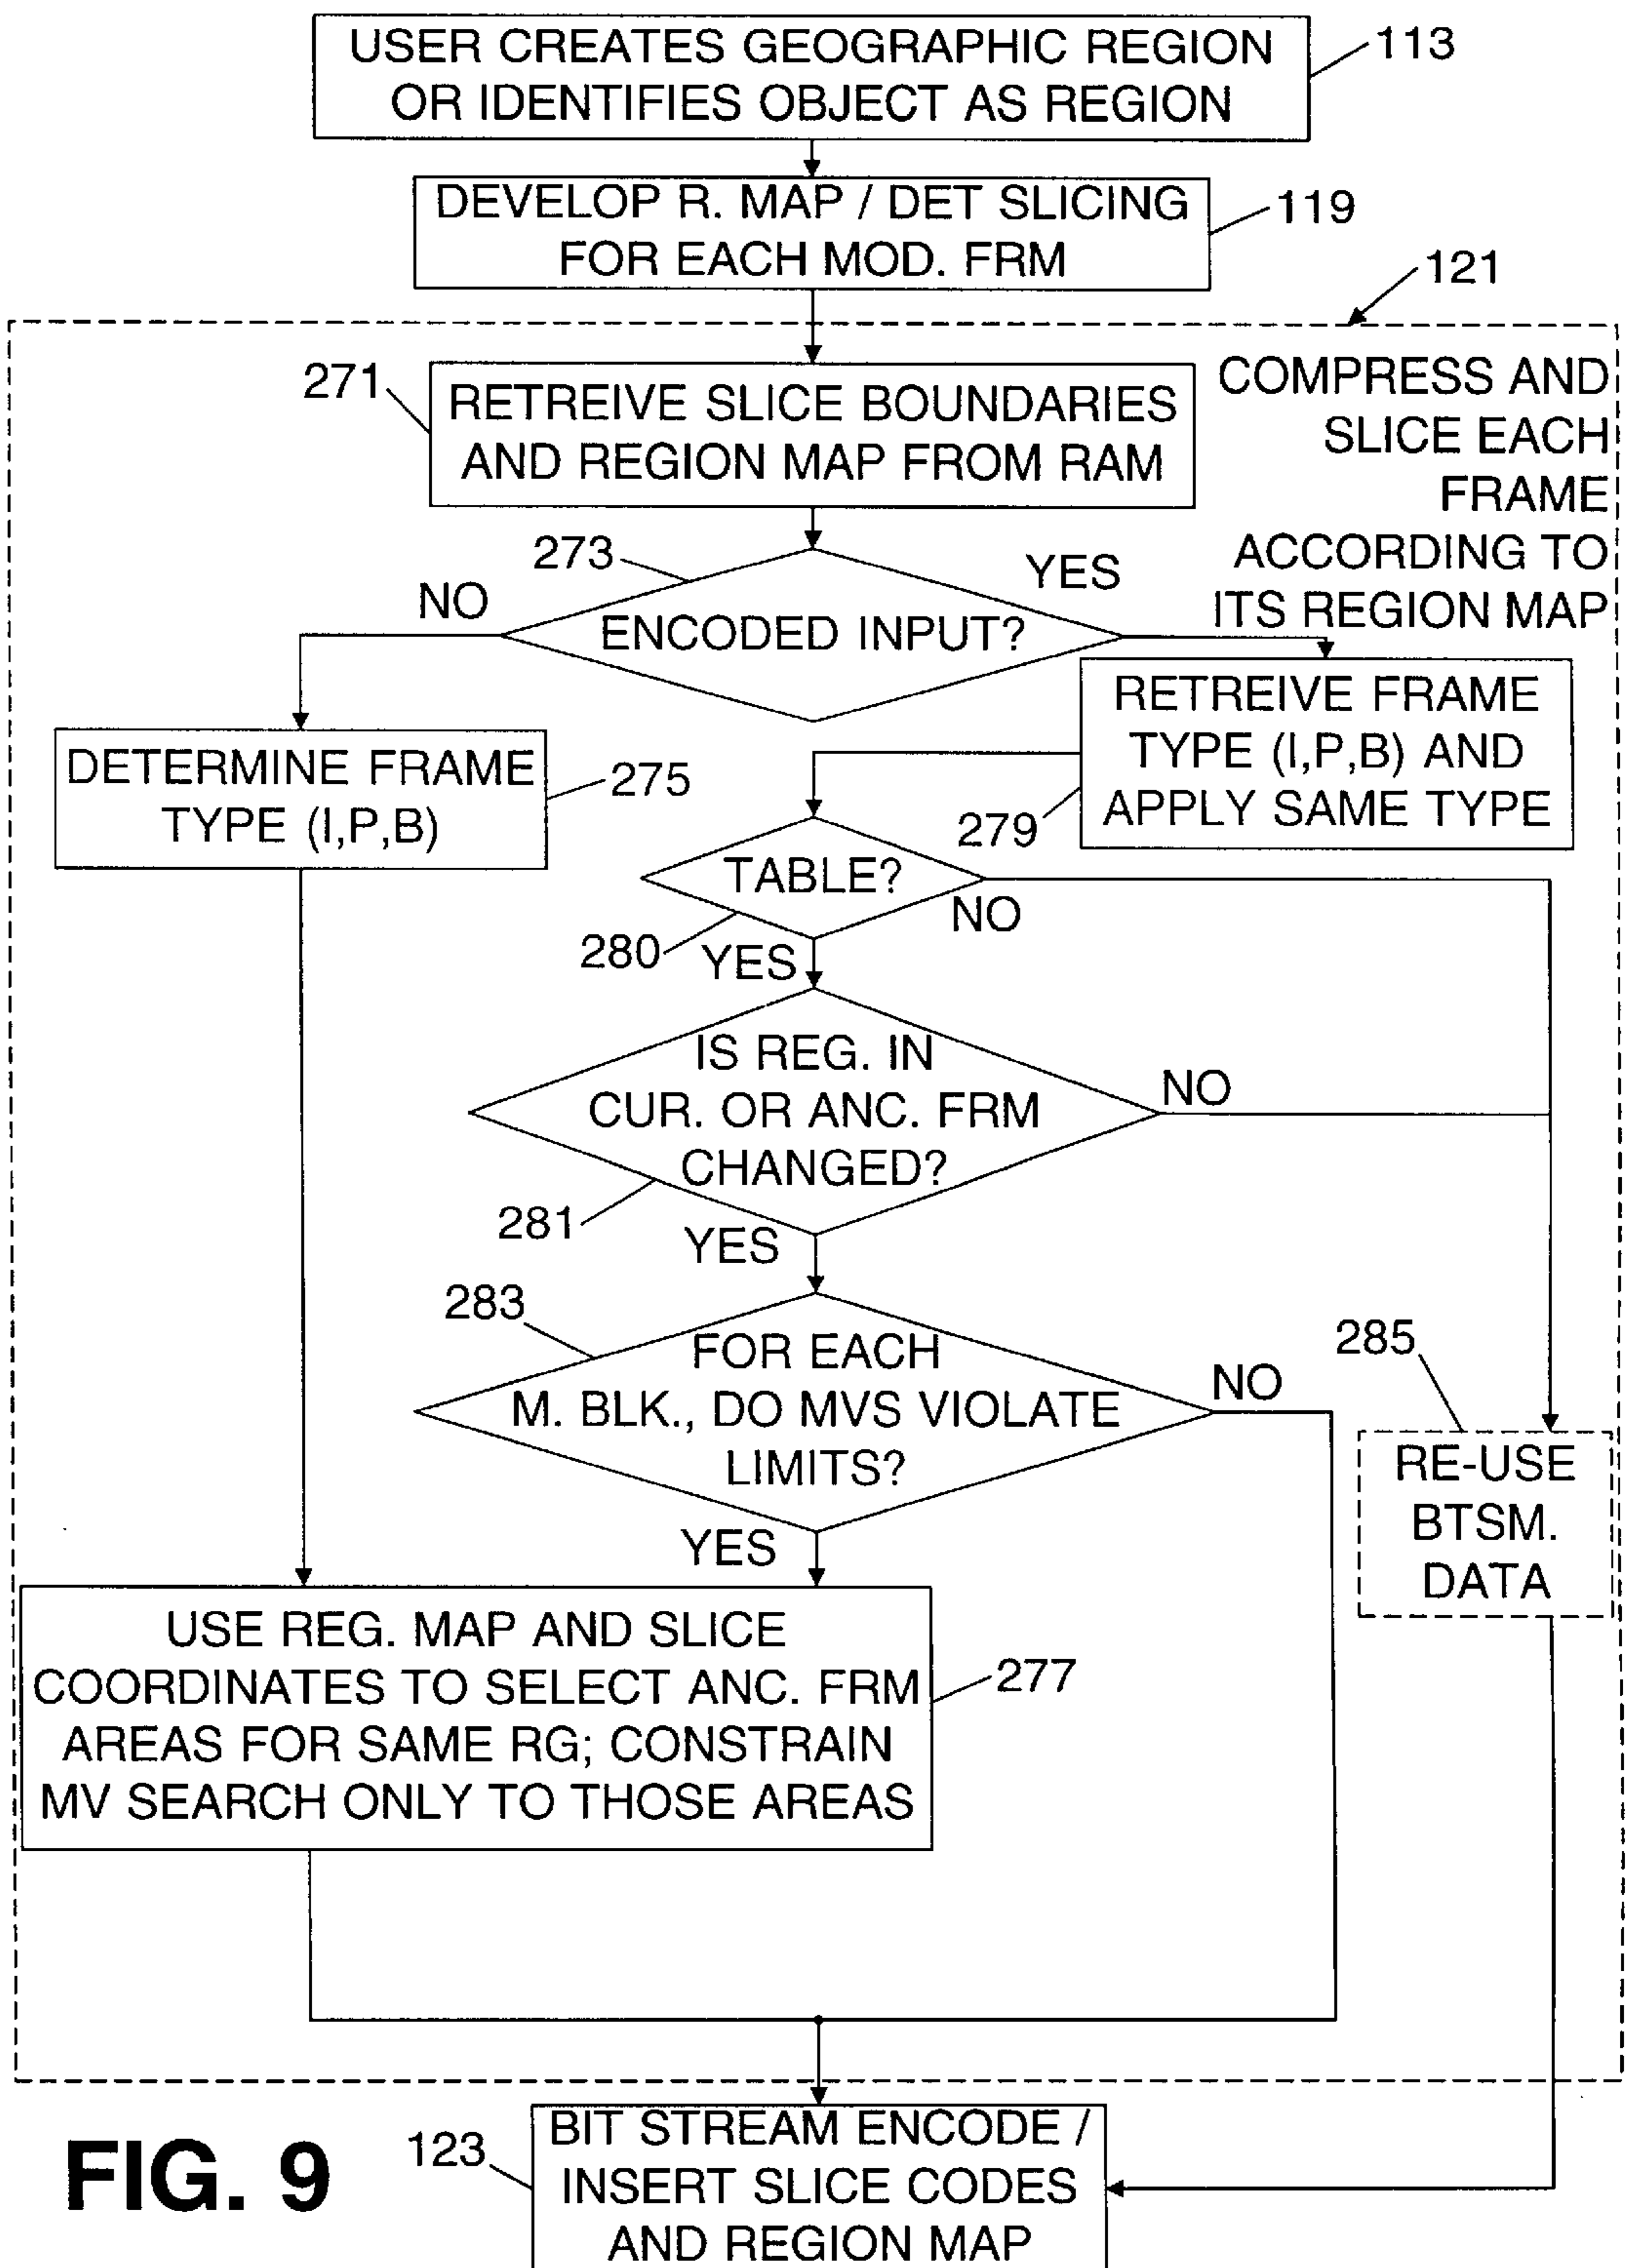 USER CREATES GEOGRAPHIC REGION
OR IDENTIFIES OBJECT AS REGION
113
DEVELOP R. MAP / DET SLICING
FOR EACH MOD. FRM
119
121
COMPRESS AND
SLICE EACH
FRAME
ACCORDING TO
ITS REGION MAP
271
RETREIVE SLICE BOUNDARIES
AND REGION MAP FROM RAM
273
NO
YES
ENCODED INPUT?
DETERMINE FRAME
TYPE (I,P,B)
275
RETREIVE FRAME
TYPE (I,P,B) AND
APPLY SAME TYPE
279
TABLE?
NO
280
YES
IS REG. IN
CUR. OR ANC. FRM
CHANGED?
NO
281
YES
283
FOR EACH
M. BLK., DO MVS VIOLATE
LIMITS?
NO
YES
285
RE-USE
BTSM.
DATA
USE REG. MAP AND SLICE
COORDINATES TO SELECT ANC. FRM
AREAS FOR SAME RG; CONSTRAIN
MV SEARCH ONLY TO THOSE AREAS
277
FIG. 9
123
BIT STREAM ENCODE /
INSERT SLICE CODES
AND REGION MAP